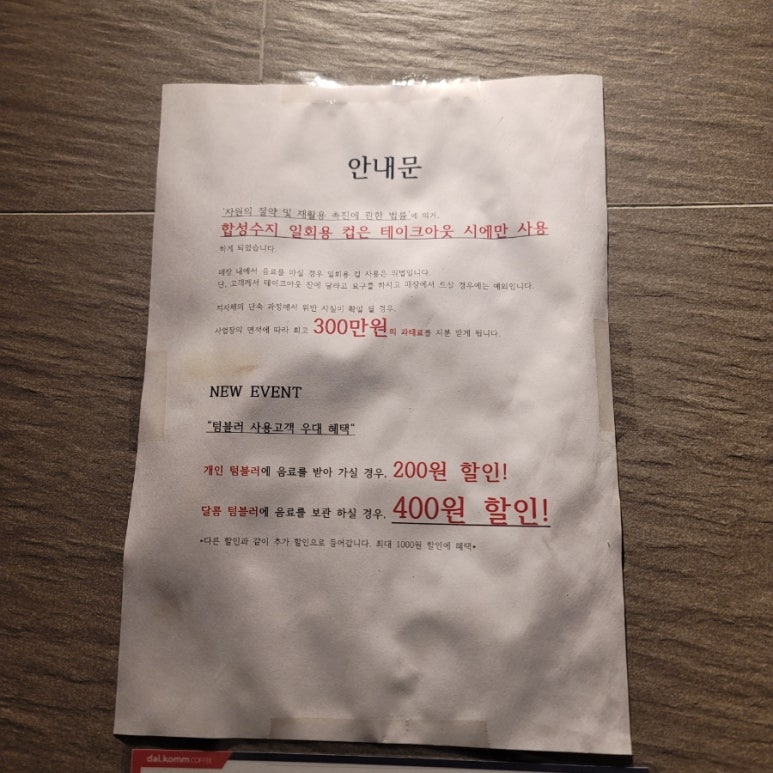 안내문
'자원의 절약 및 재활용 촉진에 관한 법률'에 의거,
합성수지 일회용 컵은 테이크아웃 시에만 사용
하게 되었습니다.
매장 내에서 음료를 마실 경우 일회용 컵 사용은 위법입니다.
단, 고객께서 테이크아웃 잔에 달라고 요구를 하시고 매장에서 드실 경우에는 예외입니다.
지자체의 단축 과정에서 위반 사실이 확일 될 경우,
사업장의 면적에 따라 최고 300만원의 과태료를 처분 받게 됩니다.
NEW EVENT
"텀블러 사용고객 우대 혜택"
개인 텀블러에 음료를 받아 가실 경우, 200원 할인!
달콤 텀블러에 음료를 보관 하실 경우, 400원 할인!
*다른 할인과 같이 추가 할인으로 들어갑니다. 최대 1000원 할인에 혜택*
dal.komm COFFEE